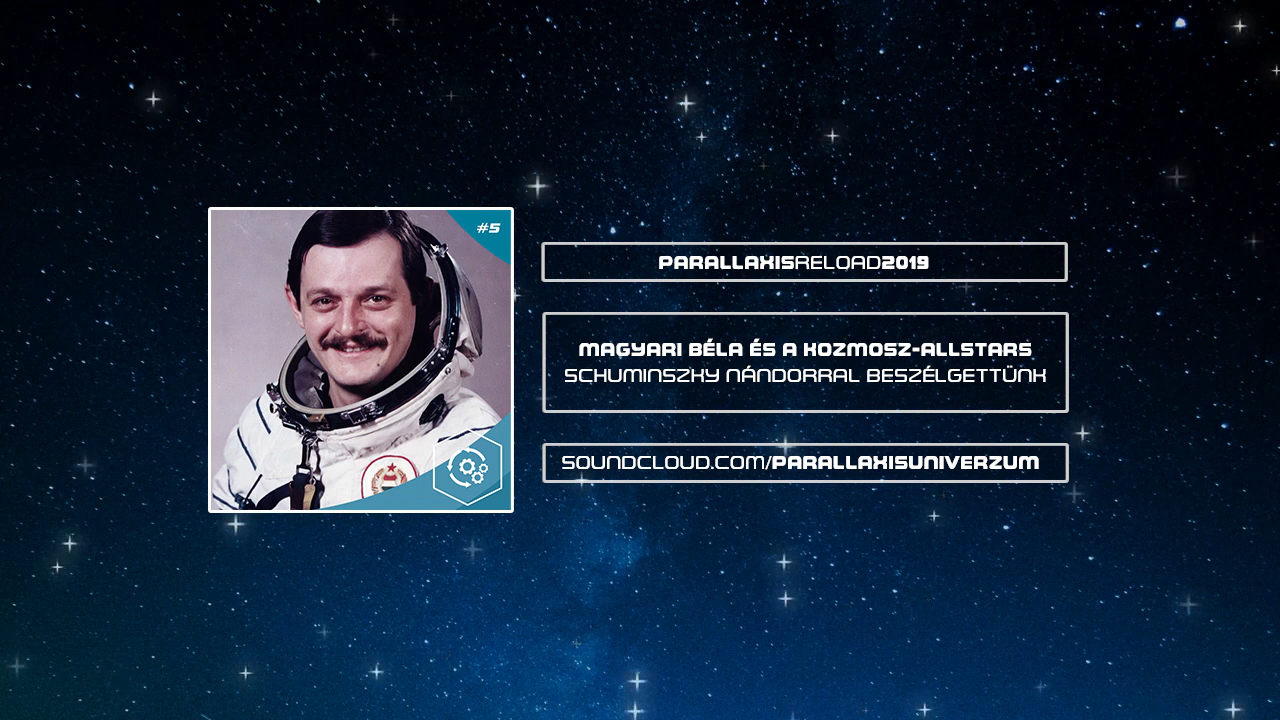 #5
PARALLAXISRELOAD2019
MAGYARI BÉLA ÉS A KOZMOSZ-ALLSTARS
SCHUMINSZKY NÁNDORRAL BESZÉLGETTÜNK
SOUNDCLOUD.COM/PARALLAXISUNIVERZUM